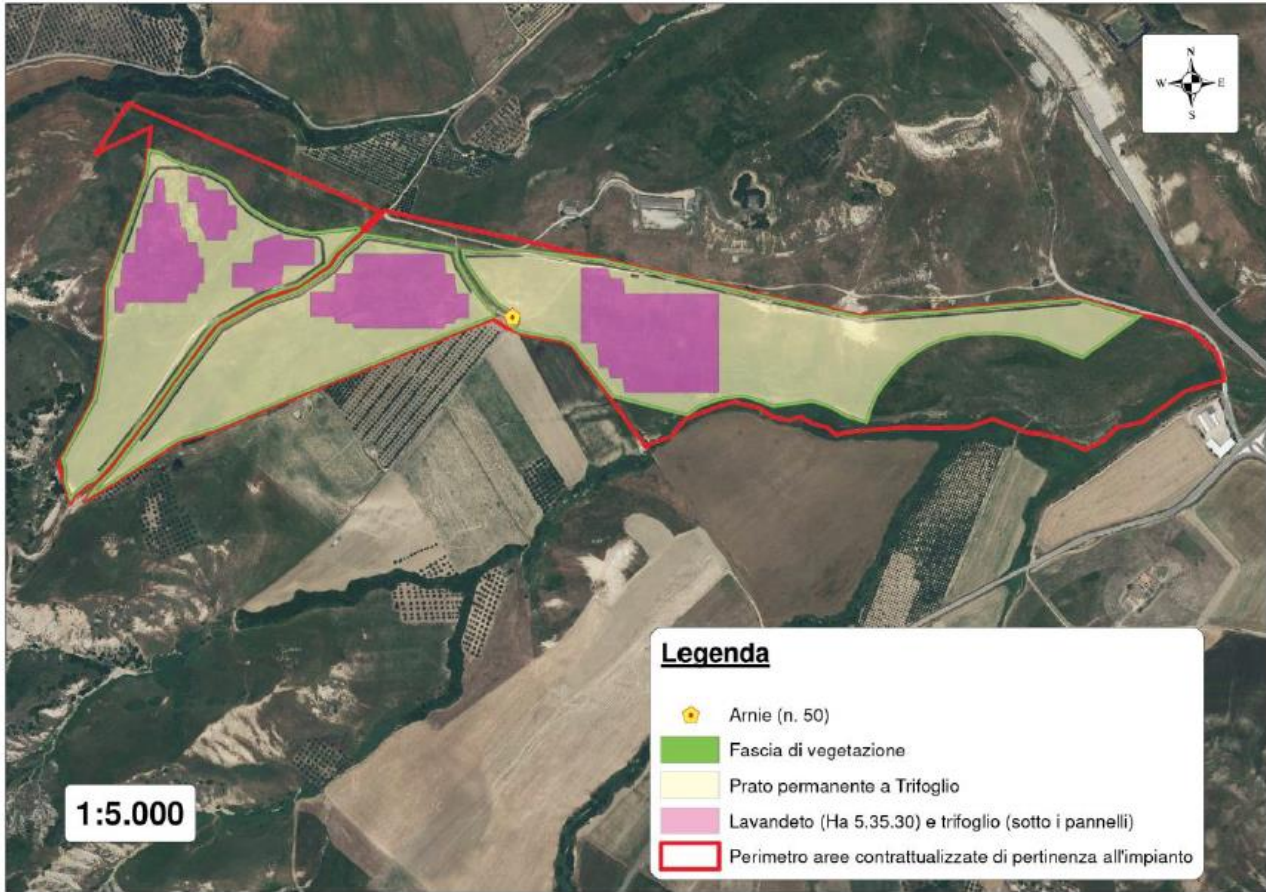 N
W E
S
Legenda
Arnie (n. 50)
Fascia di vegetazione
Prato permanente a Trifoglio
Lavandeto (Ha 5.35.30) e trifoglio (sotto i pannelli)
Perimetro aree contrattualizzate di pertinenza all'impianto
1:5.000